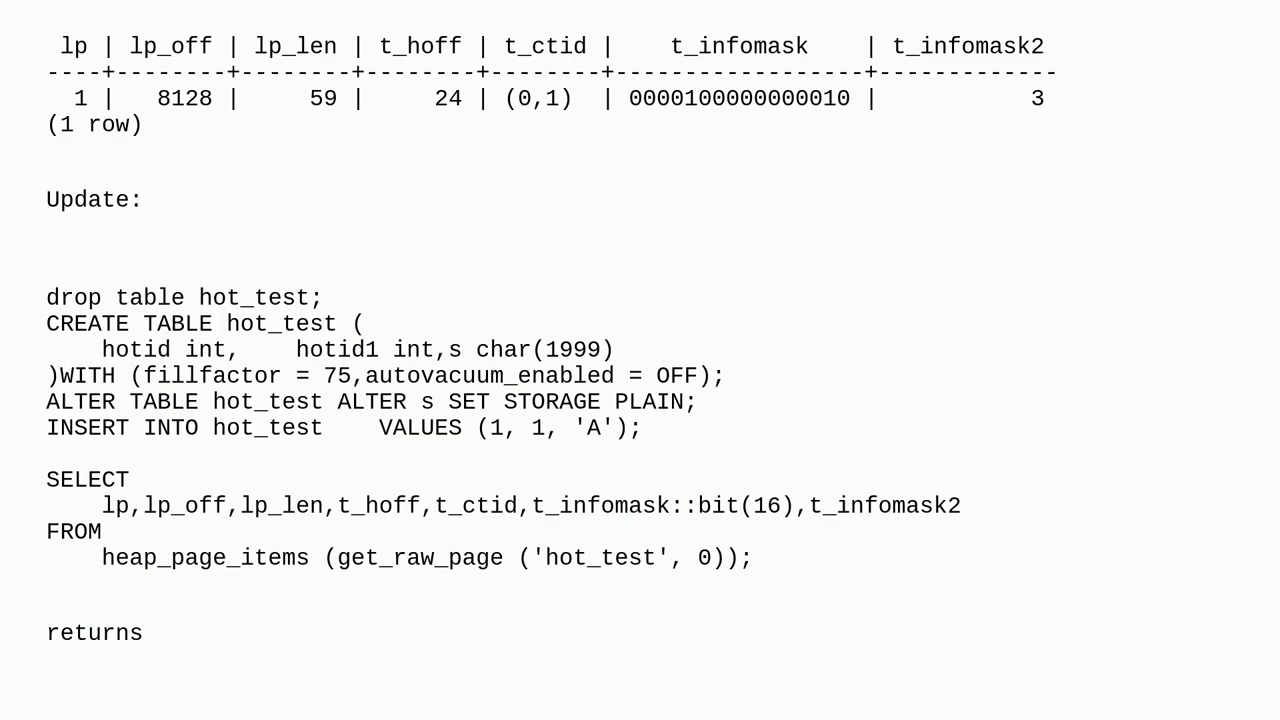 lp | lp_off | lp_len | t_hoff | t_ctid |    t_infomask    | t_infomask2
----+--------+--------+--------+--------+------------------+-------------
  1 |   8128 |     59 |     24 | (0,1)  | 0000100000000010 |           3
(1 row)
Update:
drop table hot_test;
CREATE TABLE hot_test (
    hotid int,    hotid1 int,s char(1999)
)WITH (fillfactor = 75,autovacuum_enabled = OFF);
ALTER TABLE hot_test ALTER s SET STORAGE PLAIN;
INSERT INTO hot_test    VALUES (1, 1, 'A');
SELECT
    lp,lp_off,lp_len,t_hoff,t_ctid,t_infomask::bit(16),t_infomask2
FROM
    heap_page_items (get_raw_page ('hot_test', 0));
returns